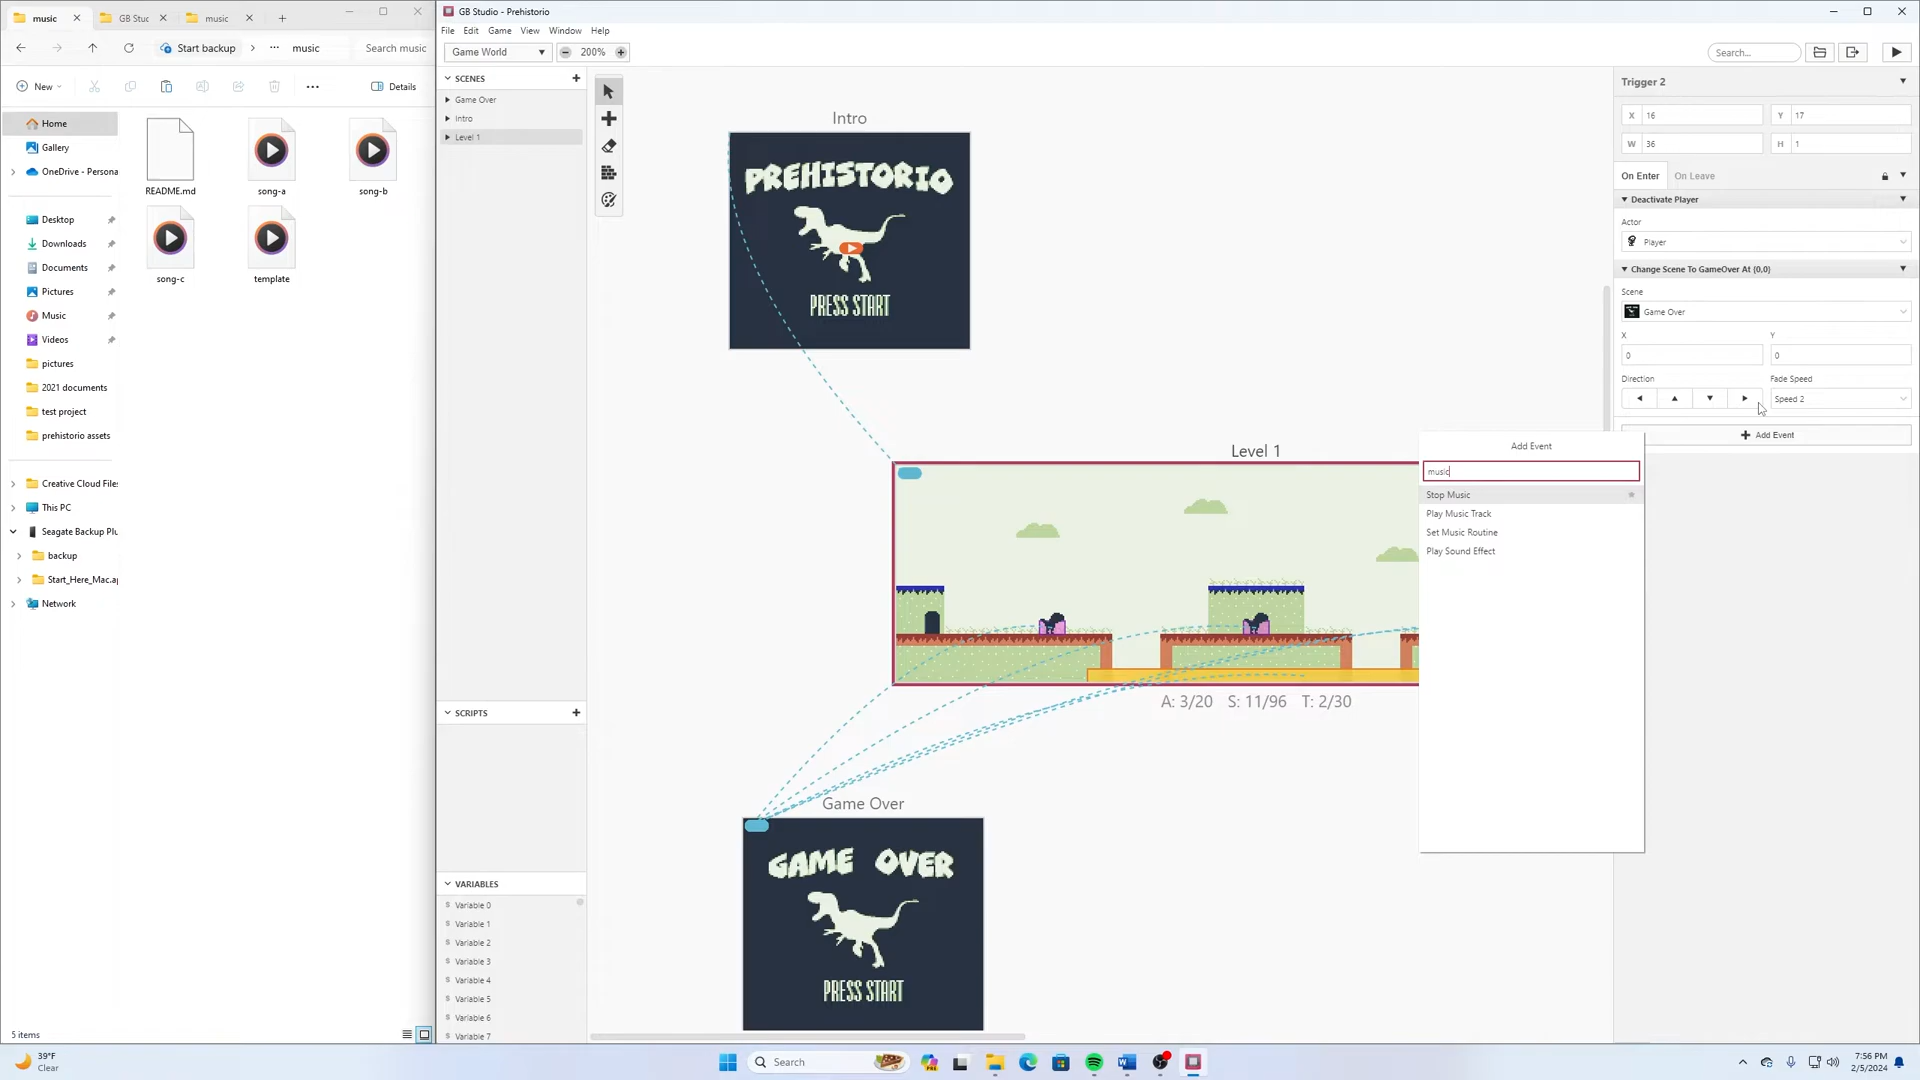 music
GB Stuc
music
Start backup
music
Search music
New
Details
Home
Gallery
OneDrive - Persona
Desktop
Downloads
Documents
Pictures
Music
Videos
pictures
2021 documents
test project
prehistorio assets
Creative Cloud Files
This PC
Seagate Backup Plu
backup
Start_Here_Mac.ap
Network
README.md
song-a
song-b
song-c
template
5 items
GB Studio - Prehistorio
File Edit Game View Window Help
Game World
200%
Search...
SCENES
Game Over
Intro
Level 1
SCRIPTS
VARIABLES
Variable 0
Variable 1
Variable 2
Variable 3
Variable 4
Variable 5
Variable 6
Variable 7
Intro
PREHISTORIO
PRESS START
Level 1
A: 3/20 S: 11/96 T: 2/30
Game Over
GAME OVER
PRESS START
Add Event
music
Stop Music
Play Music Track
Set Music Routine
Play Sound Effect
Trigger 2
X 16 Y 17
W 36 H 1
On Enter On Leave
Deactivate Player
Actor
Player
Change Scene To GameOver At (0,0)
Scene
Game Over
X Y
0 0
Direction Fade Speed
Speed 2
Add Event
39°F
Clear
Search
7:56 PM
2/5/2024